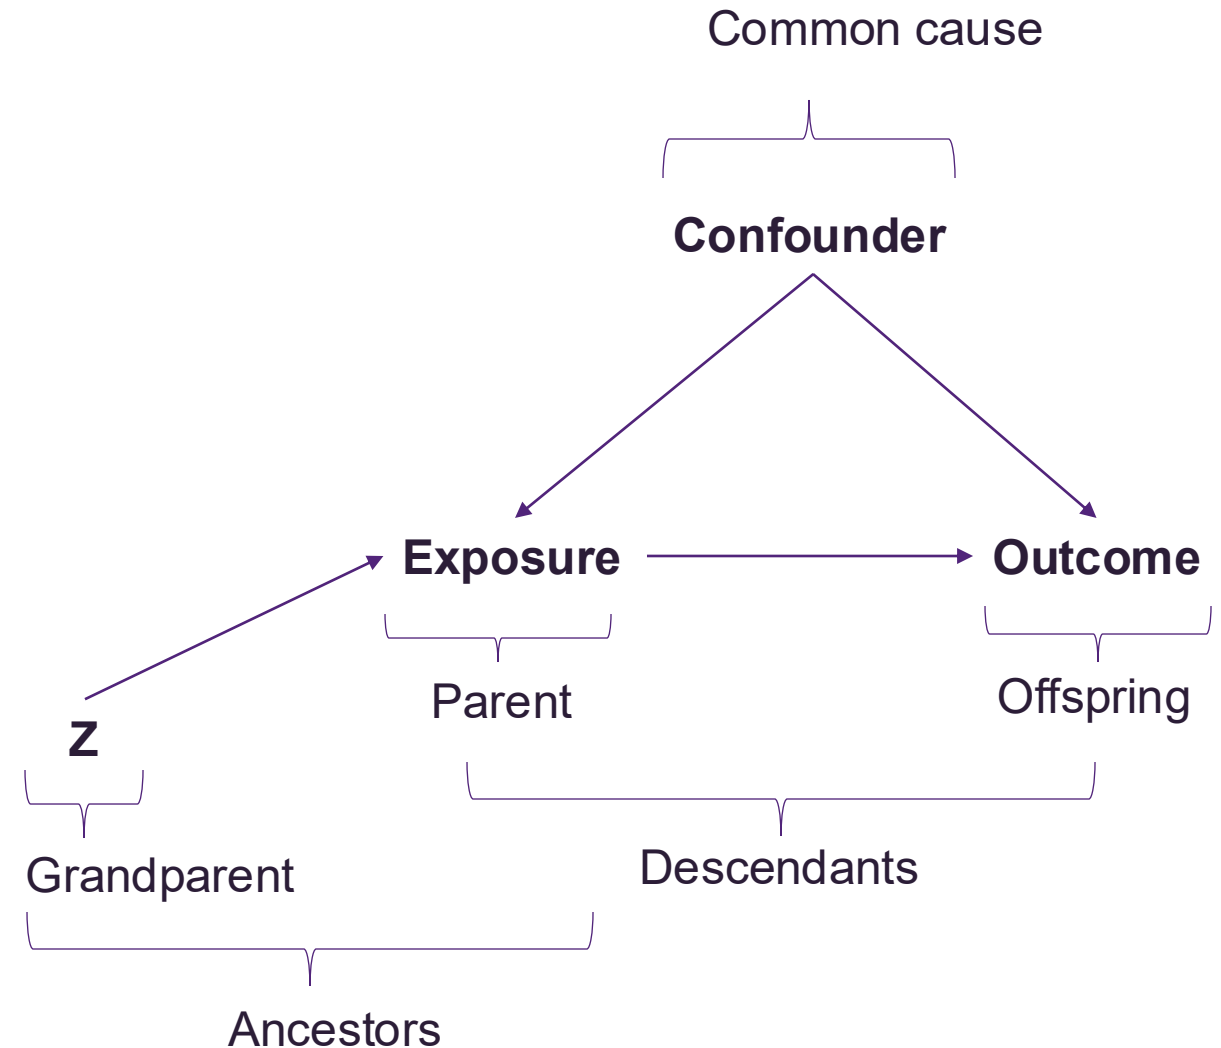 Common cause
Confounder
Exposure
Outcome
Parent
Offspring
Z
Grandparent
Descendants
Ancestors